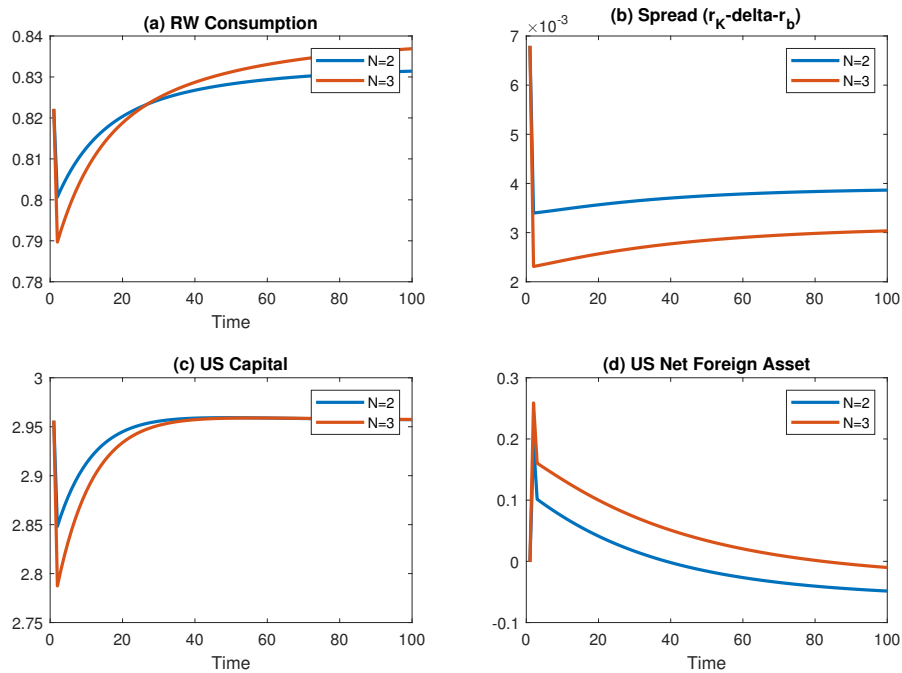 (a) RW Consumption
0.84
0.83
0.82
0.81
0.8
0.79
0.78
0 20 40 60 80 100
Time
N=2
N=3
(b) Spread (r_K-delta-r_b)
×10^-3
7
6
5
4
3
2
0 20 40 60 80 100
N=2
N=3
(c) US Capital
3
2.95
2.9
2.85
2.8
2.75
0 20 40 60 80 100
Time
N=2
N=3
(d) US Net Foreign Asset
0.3
0.2
0.1
0
-0.1
0 20 40 60 80 100
Time
N=2
N=3